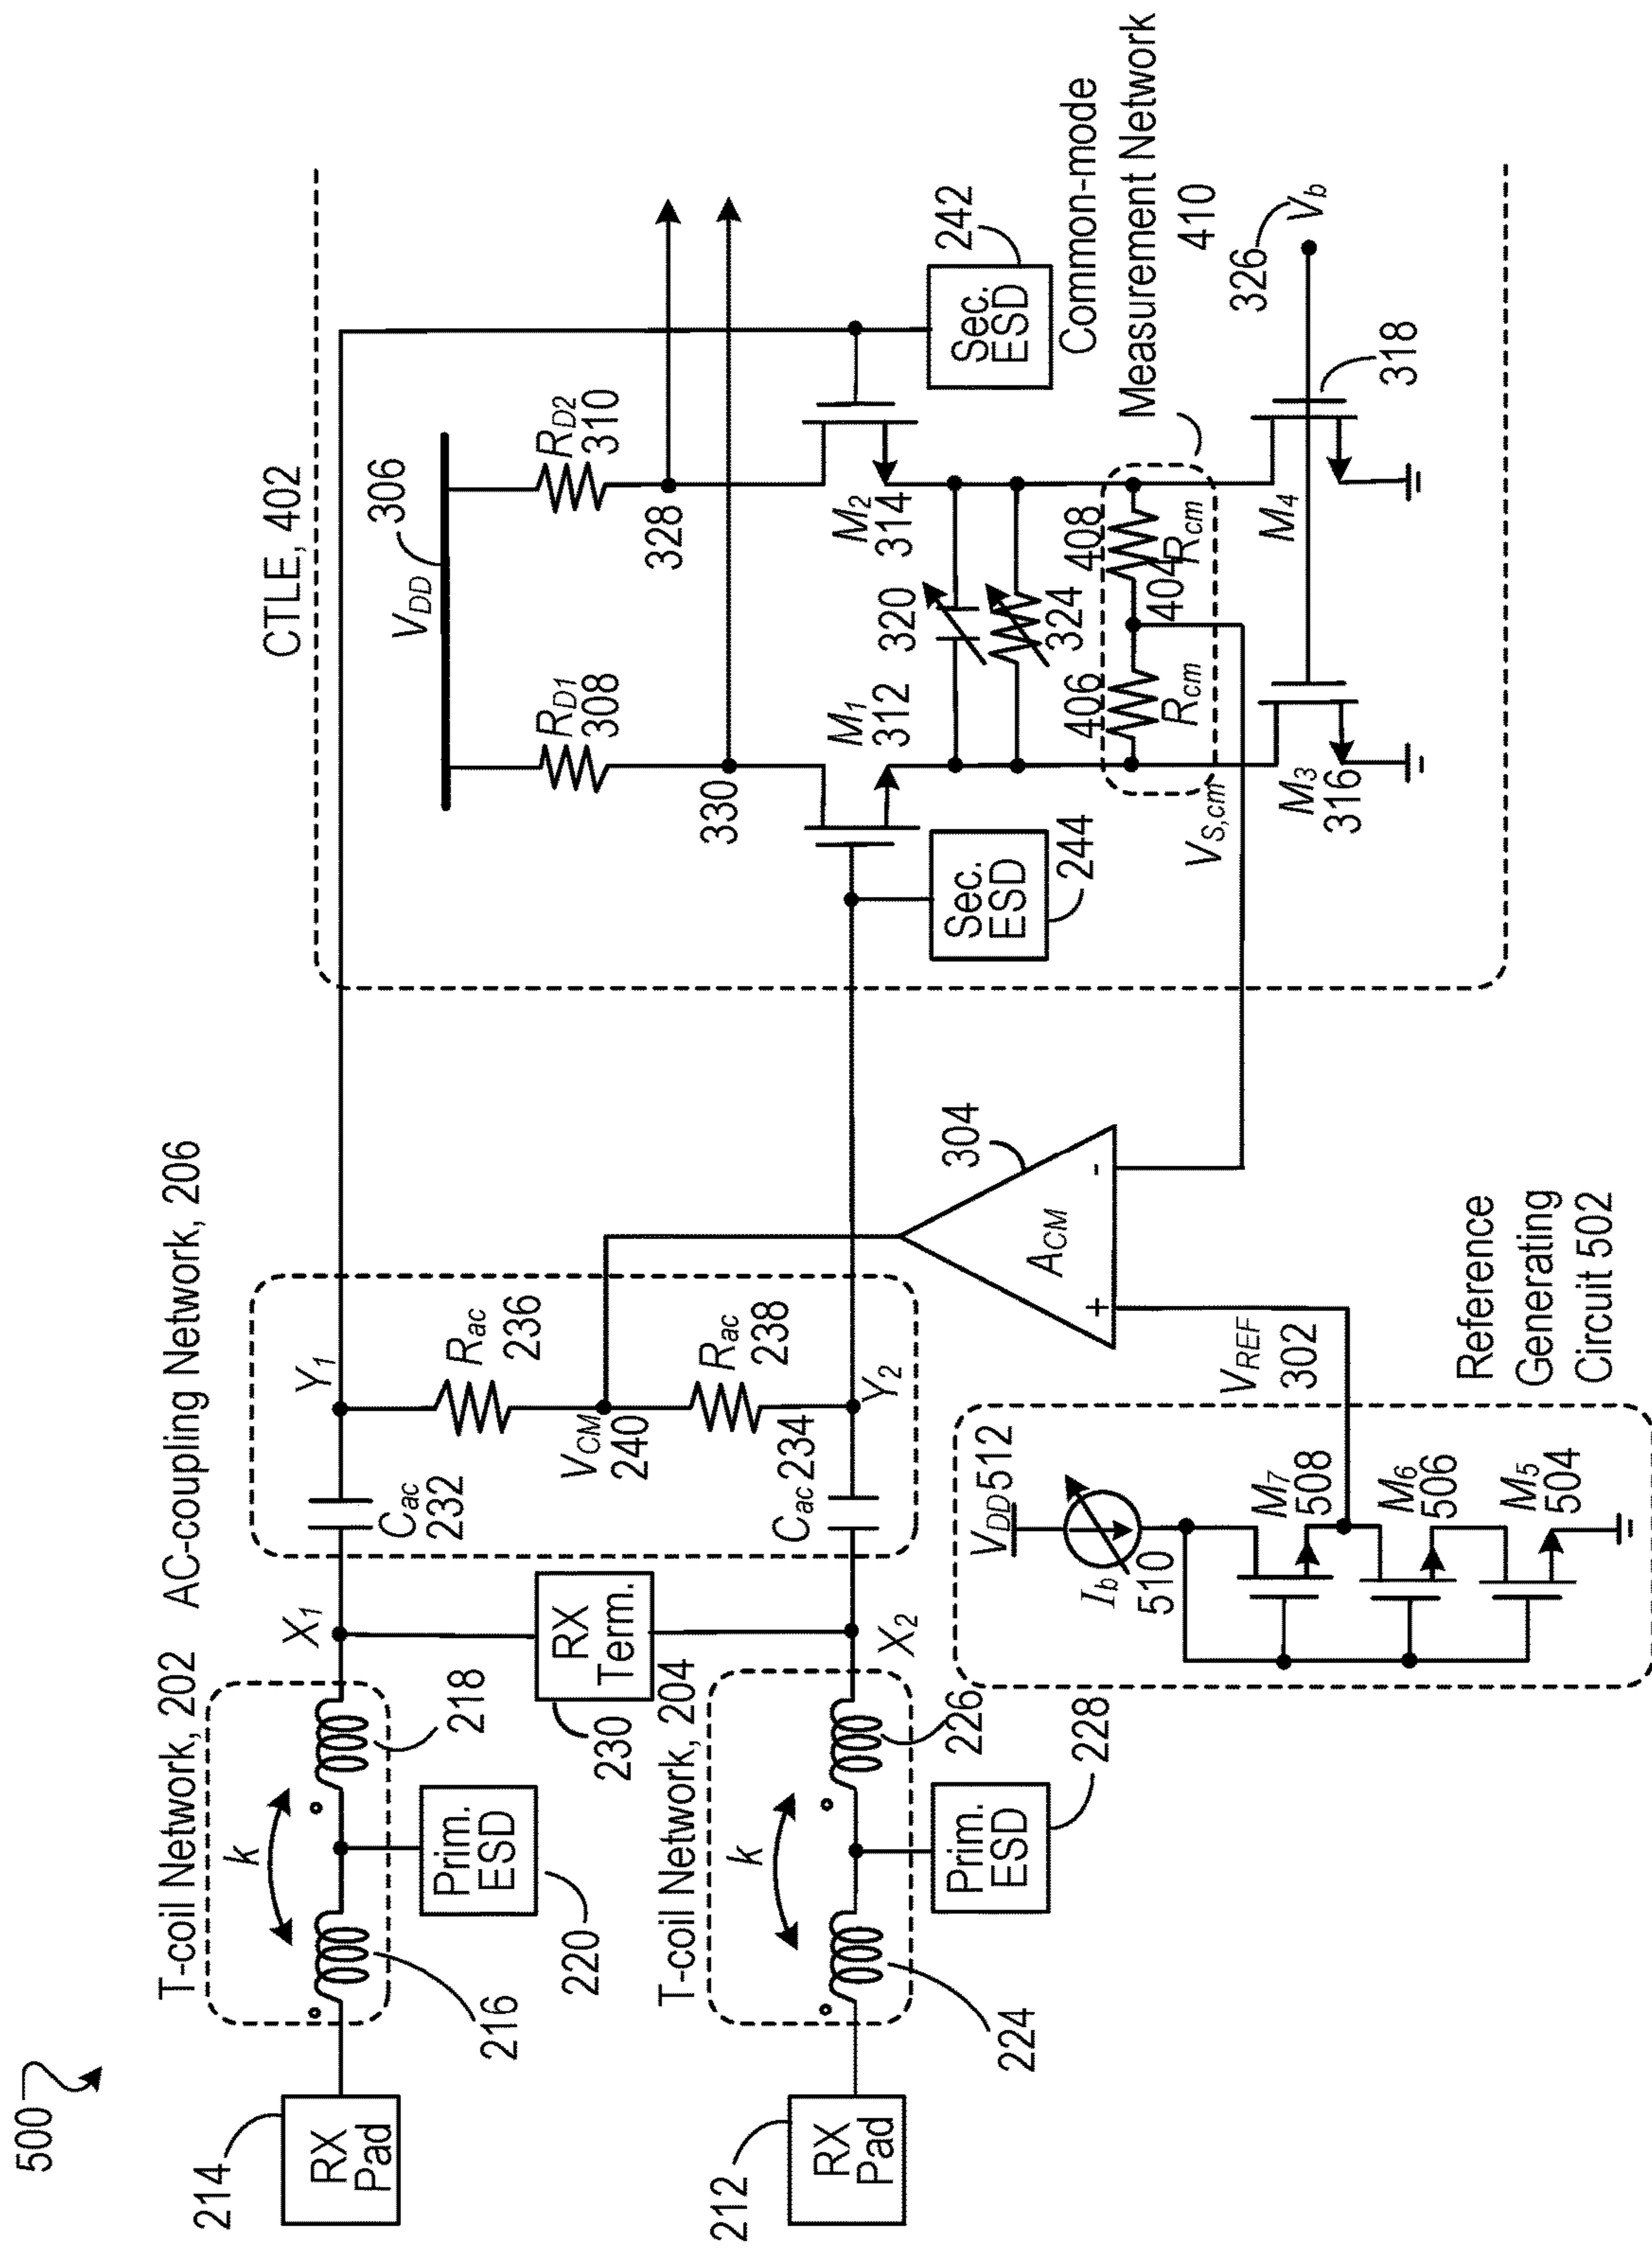 500
214
RX
Pad
212
RX
Pad
T-coil Network, 202
k
216
218
Prim.
ESD
220
T-coil Network, 204
k
224
226
Prim.
ESD
228
X1
X2
RX
Term.
230
AC-coupling Network, 206
Cac
232
Cac 234
Y1
Rac
236
VCM
240
Rac
238
Y2
304
ACM
+
-
VREF
302
Reference
Generating
Circuit 502
VDD 512
Ib
510
M7
508
M6
506
M5
504
CTLE, 402
VDD
306
RD1
308
RD2
310
330
328
M1
312
M2
314
Sec.
ESD
244
Sec.
ESD
242
320
324
406
Rcm
404
408
Rcm
VS,cm
Common-mode
Measurement Network
410
M3
316
M4
318
326
Vb